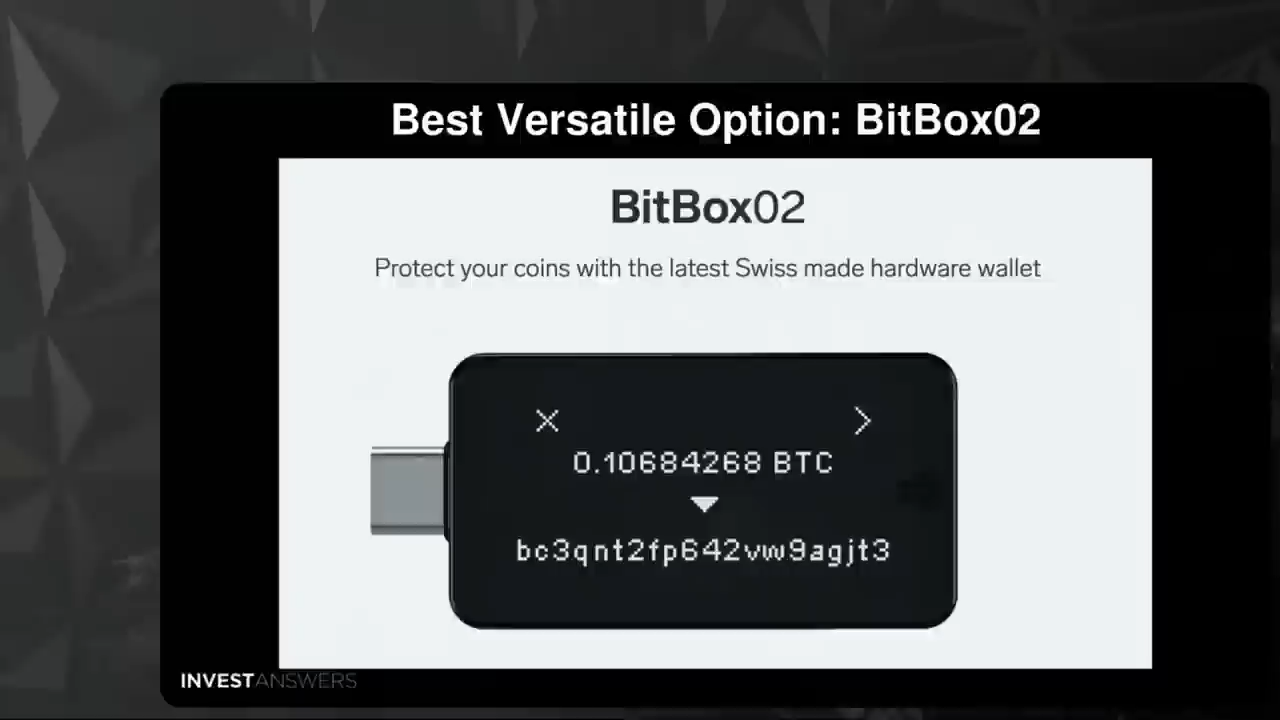 Best Versatile Option: BitBox02
BitBox02
Protect your coins with the latest Swiss made hardware wallet
0.10684268 BTC
bc3qnt2fp642vw9agjt3
INVESTANSWERS